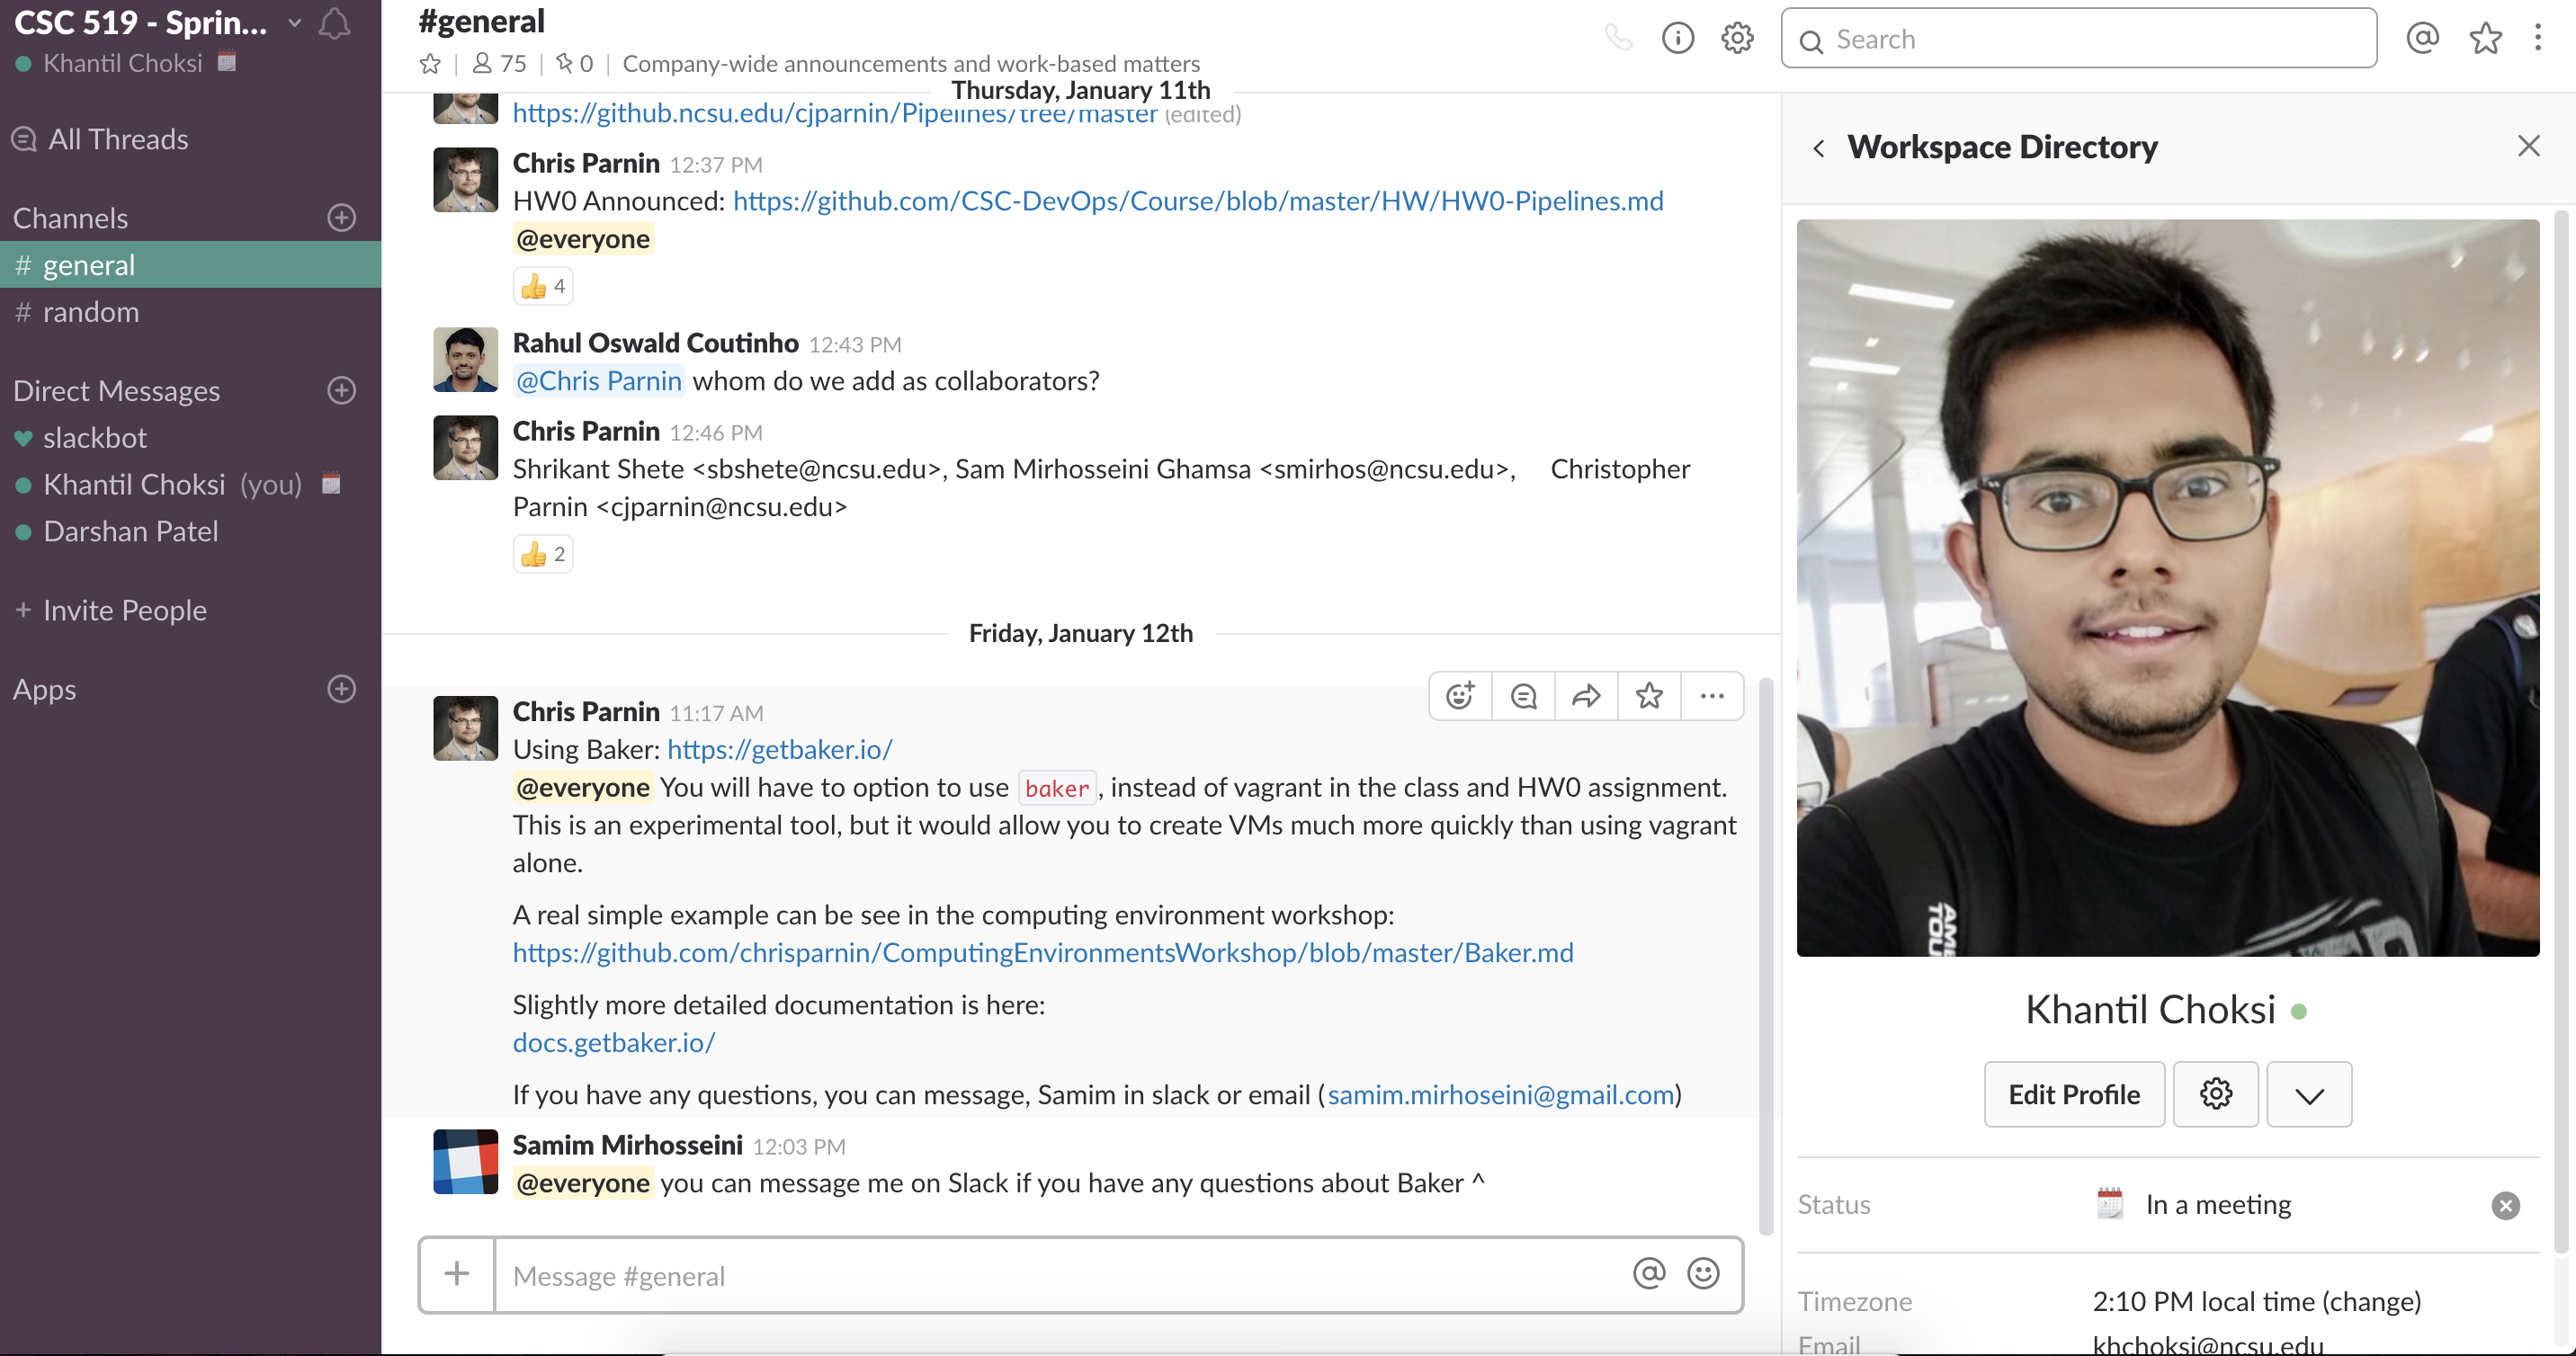 CSC 519 - Sprin...
Khantil Choksi
All Threads
Channels
# general
# random
Direct Messages
slackbot
Khantil Choksi (you)
Darshan Patel
+ Invite People
Apps
#general
75 | 0 | Company-wide announcements and work-based matters
Search
Thursday, January 11th
https://github.ncsu.edu/cjparnin/Pipelines/tree/master (edited)
Chris Parnin 12:37 PM
HW0 Announced: https://github.com/CSC-DevOps/Course/blob/master/HW/HW0-Pipelines.md
@everyone
4
Rahul Oswald Coutinho 12:43 PM
@Chris Parnin whom do we add as collaborators?
Chris Parnin 12:46 PM
Shrikant Shete <sbshete@ncsu.edu>, Sam Mirhosseini Ghamsa <smirhos@ncsu.edu>, Christopher
Parnin <cjparnin@ncsu.edu>
2
Friday, January 12th
Chris Parnin 11:17 AM
Using Baker: https://getbaker.io/
@everyone You will have to option to use baker, instead of vagrant in the class and HW0 assignment.
This is an experimental tool, but it would allow you to create VMs much more quickly than using vagrant
alone.
A real simple example can be see in the computing environment workshop:
https://github.com/chrisparnin/ComputingEnvironmentsWorkshop/blob/master/Baker.md
Slightly more detailed documentation is here:
docs.getbaker.io/
If you have any questions, you can message, Samim in slack or email (samim.mirhoseini@gmail.com)
Samim Mirhosseini 12:03 PM
@everyone you can message me on Slack if you have any questions about Baker ^
Message #general
Workspace Directory
Khantil Choksi
Edit Profile
Status In a meeting
Timezone 2:10 PM local time (change)
Email khchoksi@ncsu.edu